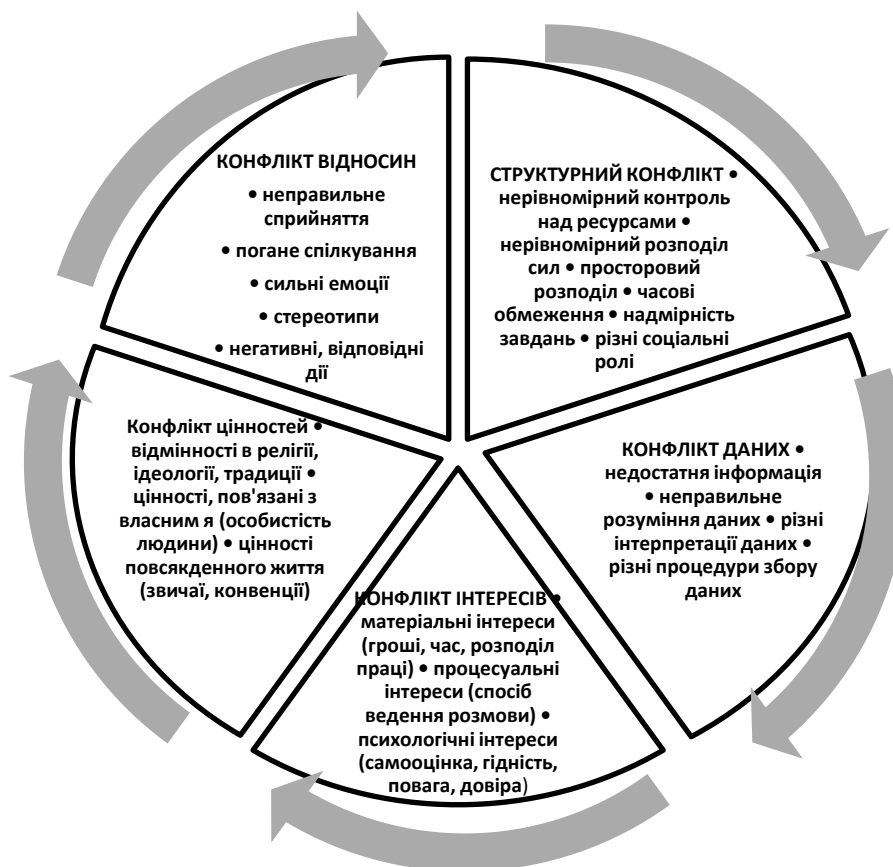 КОНФЛІКТ ВІДНОСИН
• неправильне
сприйняття
• погане спілкування
• сильні емоції
• стереотипи
• негативні, відповідні
дії
СТРУКТУРНИЙ КОНФЛІКТ •
нерівномірний контроль
над ресурсами •
нерівномірний розподіл
сил • просторовий
розподіл • часові
обмеження • надмірність
завдань • різні соціальні
ролі
КОНФЛІКТ ДАНИХ •
недостатня інформація
• неправильне
розуміння даних • різні
інтерпретації даних •
різні процедури збору
даних
КОНФЛІКТ ІНТЕРЕСІВ •
матеріальні інтереси
(гроші, час, розподіл
праці) • процесуальні
інтереси (спосіб
ведення розмови) •
психологічні інтереси
(самооцінка, гідність,
повага, довіра)
Конфлікт цінностей •
відмінності в релігії,
ідеології, традиції •
цінності, пов'язані з
власним я (особистість
людини) • цінності
повсякденного життя
(звичаї, конвенції)